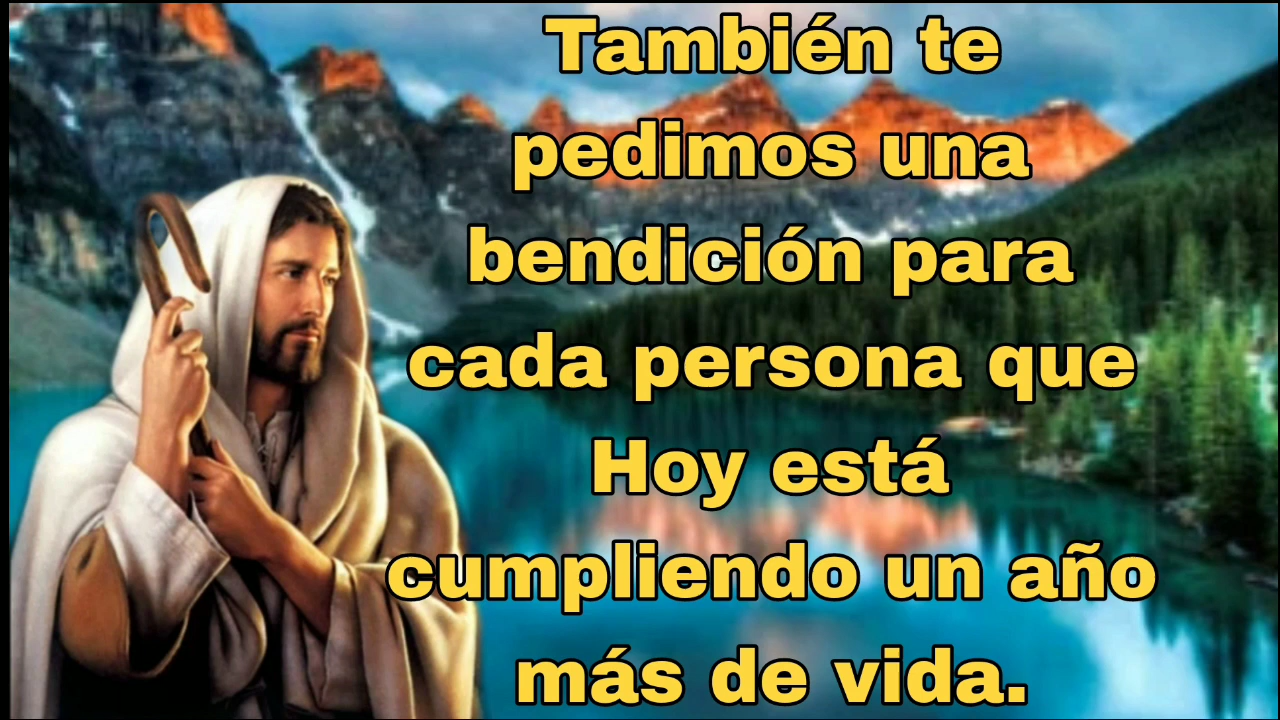 También te
pedimos una
bendición para
cada persona que
Hoy está
cumpliendo un año
más de vida.